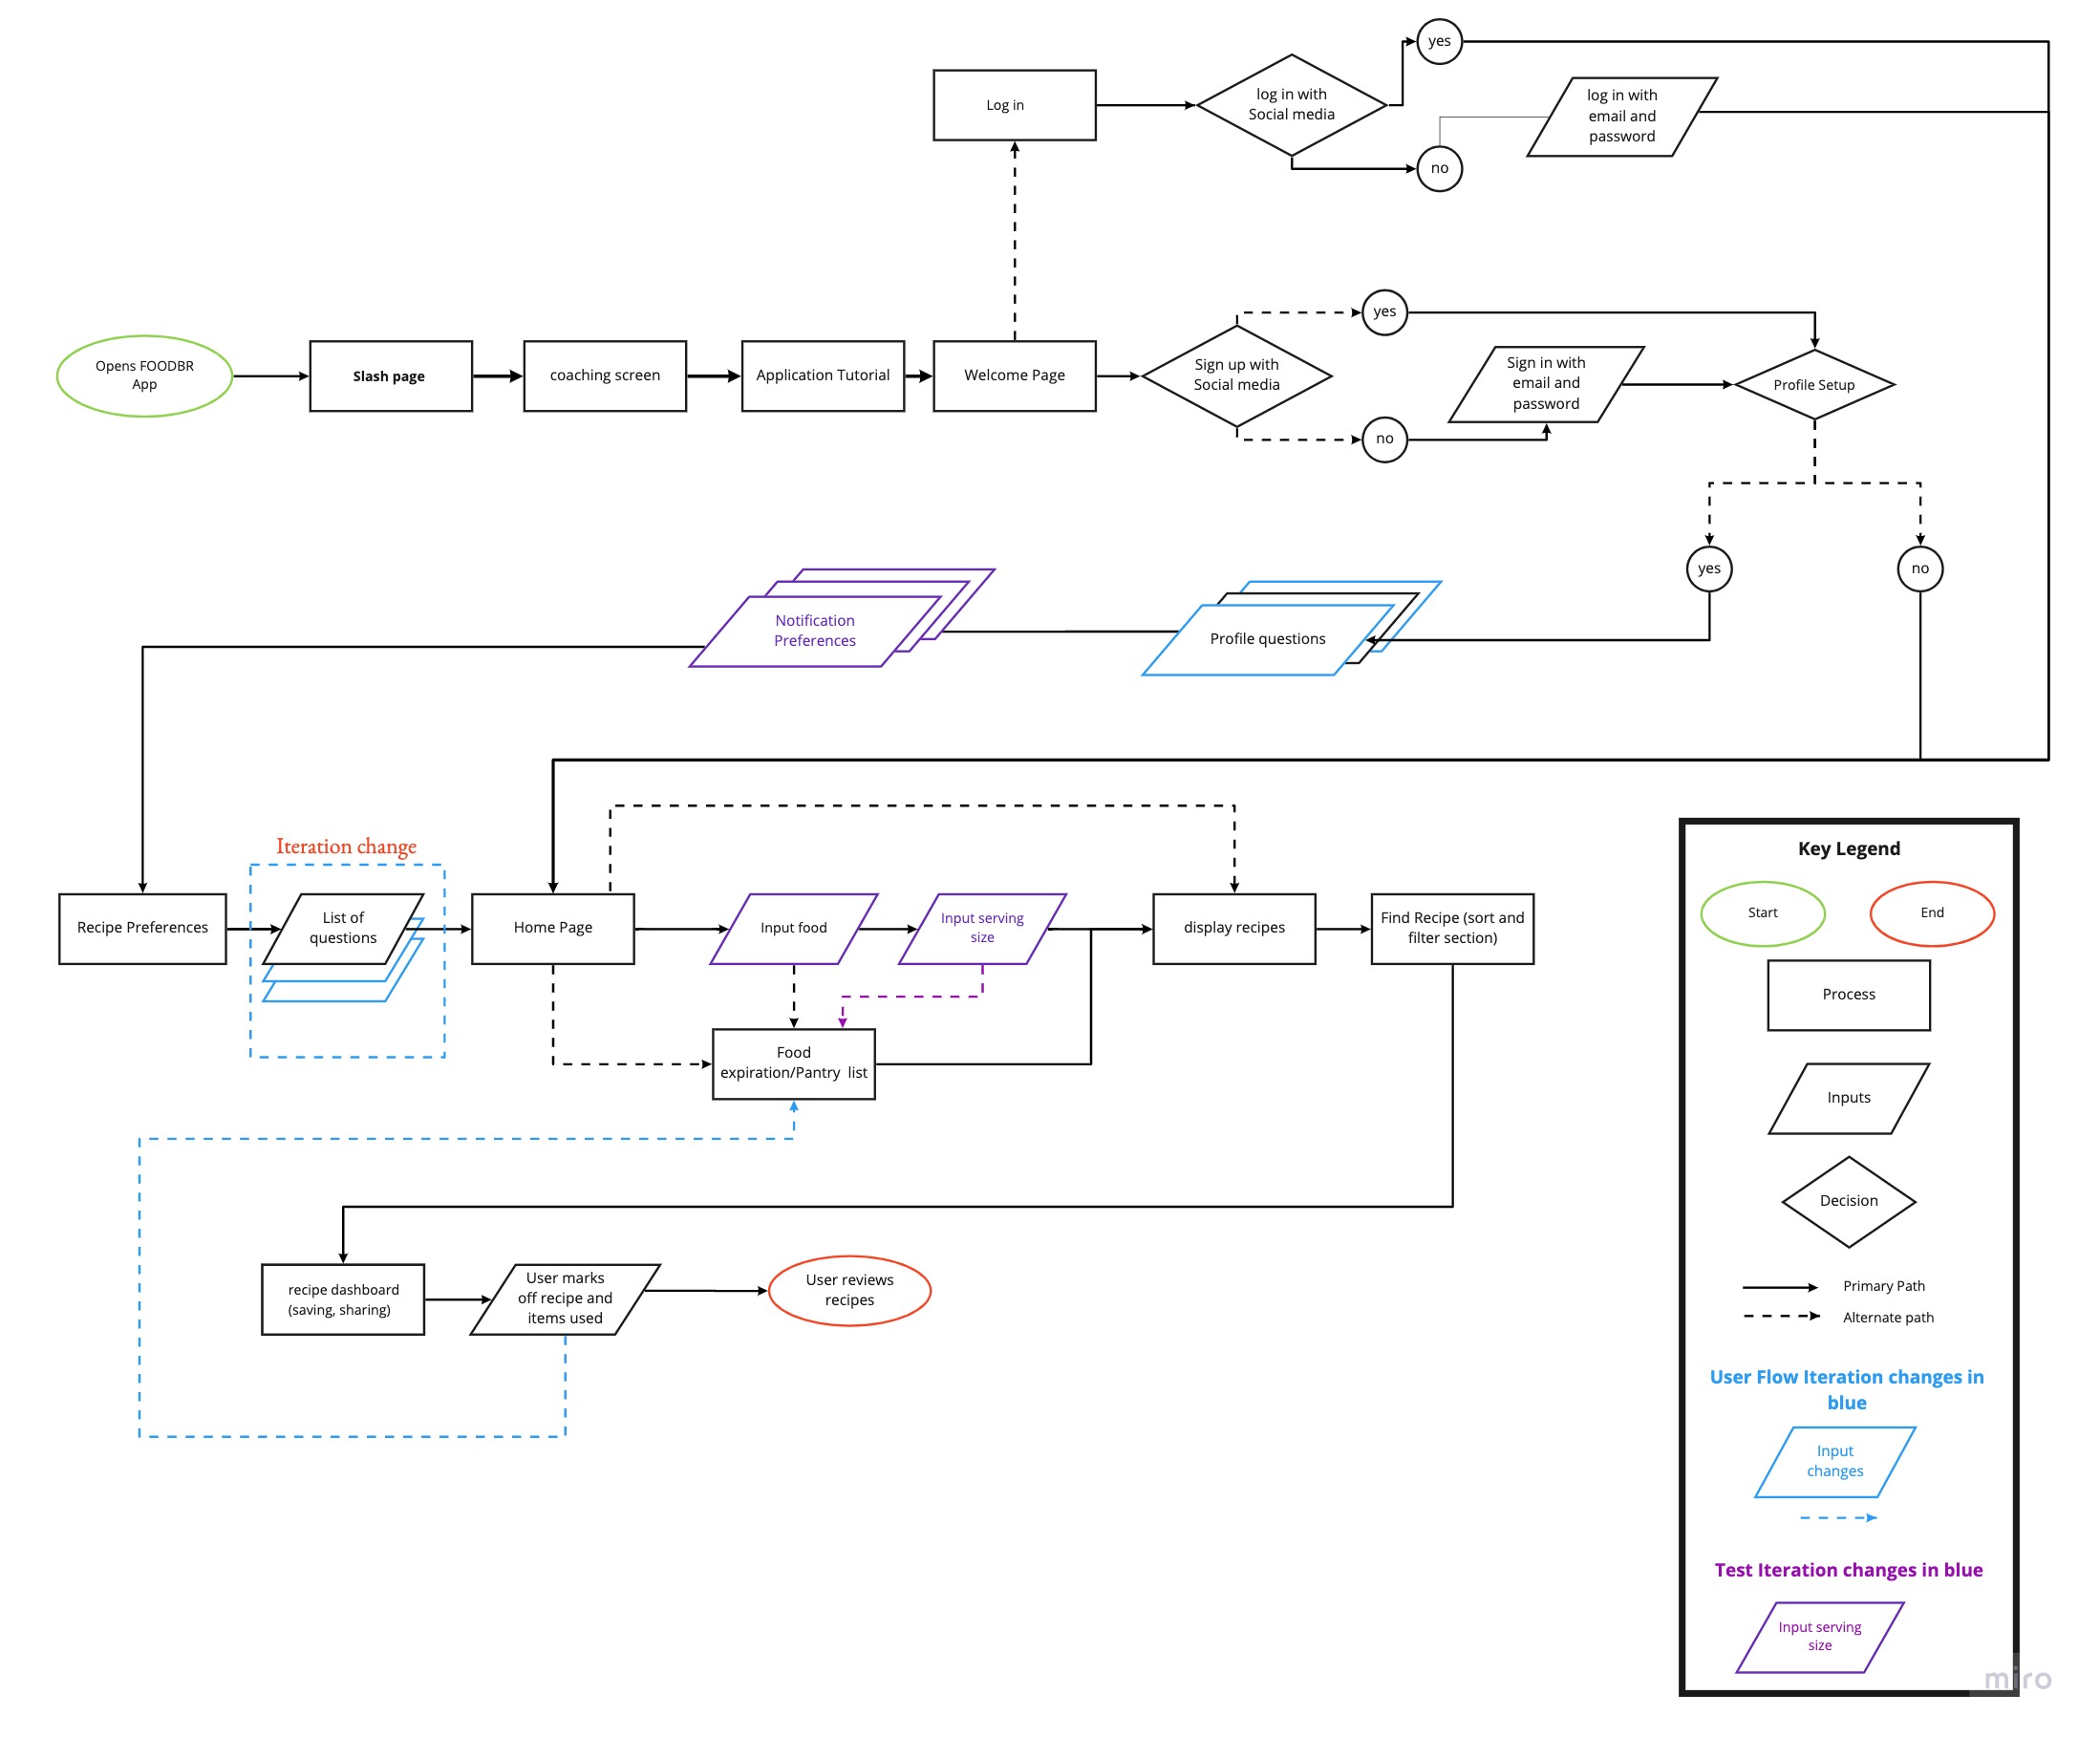 yes
Log in
log in with
Social media
log in with
email and
password
no
yes
Opens FOODBR
App
Slash page
coaching screen
Application Tutorial
Welcome Page
Sign up with
Social media
Sign in with
email and
password
Profile Setup
no
yes
no
Notification
Preferences
Profile questions
Iteration change
Recipe Preferences
List of
questions
Home Page
Input food
Input serving
size
display recipes
Find Recipe (sort and
filter section)
Food
expiration/Pantry list
recipe dashboard
(saving, sharing)
User marks
off recipe and
items used
User reviews
recipes
Key Legend
Start
End
Process
Inputs
Decision
Primary Path
Alternate path
User Flow Iteration changes in
blue
Input
changes
Test Iteration changes in blue
Input serving
size
miro